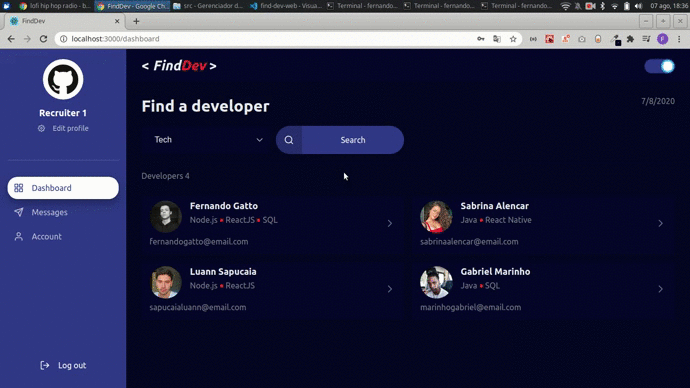 lofi hip hop radio - b...
FindDev - Google Ch...
src - Gerenciador d...
find-dev-web - Visua...
Terminal - fernando...
Terminal - fernando...
Terminal - fernando...
07 ago, 18:36
FindDev
localhost:3000/dashboard
F
< FindDev >
Recruiter 1
Edit profile
Dashboard
Messages
Account
Log out
Find a developer
7/8/2020
Tech
Search
Developers 4
Fernando Gatto
Node.js ReactJS SQL
fernandogatto@email.com
Sabrina Alencar
Java React Native
sabrinaalencar@email.com
Luann Sapucaia
Node.js ReactJS
sapucaialuann@email.com
Gabriel Marinho
Java SQL
marinhogabriel@email.com